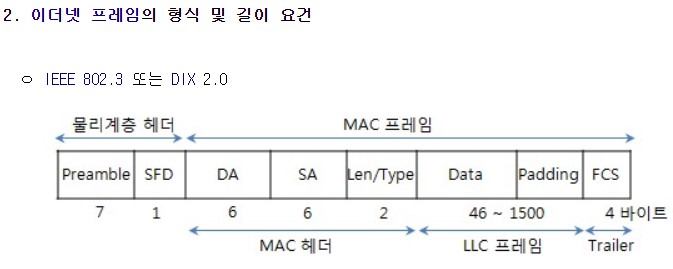 2. 이더넷 프레임의 형식 및 길이 요건
ㅇ IEEE 802.3 또는 DIX 2.0
물리계층 헤더 MAC 프레임
Preamble SFD DA SA Len/Type Data Padding FCS
7 1 6 6 2 46 ~ 1500 4 바이트
MAC 헤더 LLC 프레임 Trailer